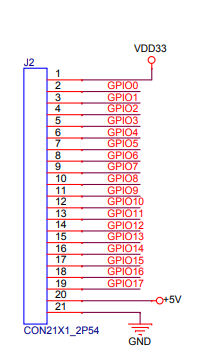 VDD33
J2
1
2 GPIO0
3 GPIO1
4 GPIO2
5 GPIO3
6 GPIO4
7 GPIO5
8 GPIO6
9 GPIO7
10 GPIO8
11 GPIO9
12 GPIO10
13 GPIO11
14 GPIO12
15 GPIO13
16 GPIO14
17 GPIO15
18 GPIO16
19 GPIO17
20 +5V
21
CON21X1_2P54
GND